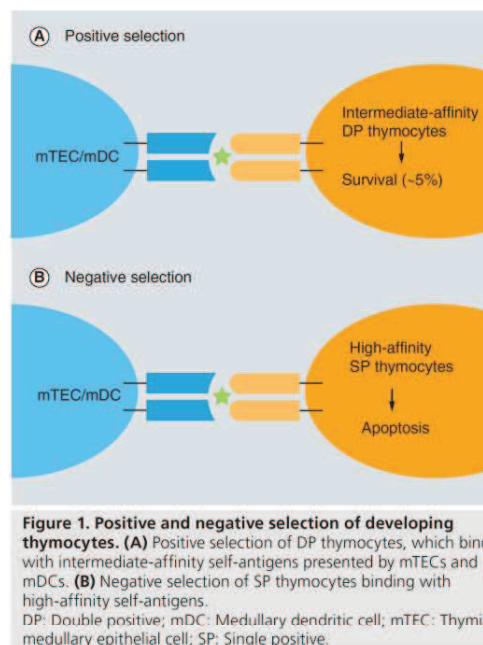 A Positive selection
mTEC/mDC
Intermediate-affinity
DP thymocytes
Survival (~5%)
B Negative selection
mTEC/mDC
High-affinity
SP thymocytes
Apoptosis
Figure 1. Positive and negative selection of developing
thymocytes. (A) Positive selection of DP thymocytes, which bin
with intermediate-affinity self-antigens presented by mTECs and
mDCs. (B) Negative selection of SP thymocytes binding with
high-affinity self-antigens.
DP: Double positive; mDC: Medullary dendritic cell; mTEC: Thymi
medullary epithelial cell; SP: Single positive.